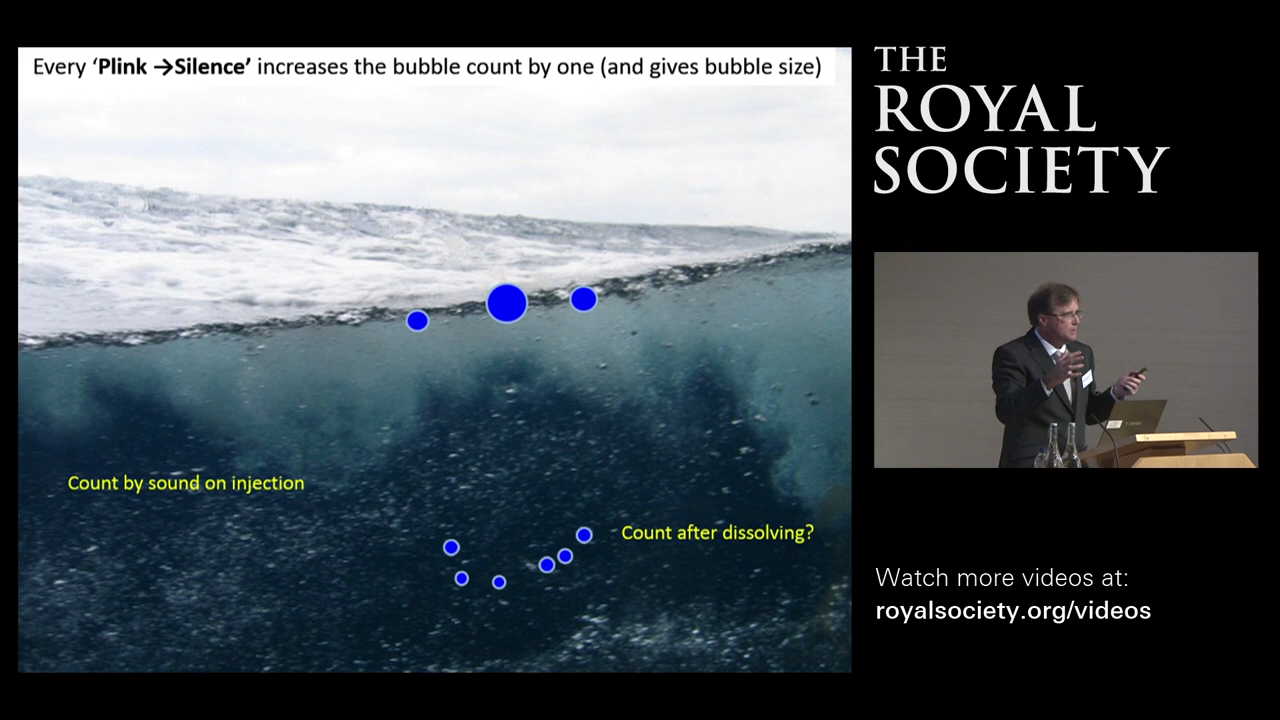 Every ‘Plink →Silence’ increases the bubble count by one (and gives bubble size)
Count by sound on injection
Count after dissolving?
THE
ROYAL
SOCIETY
Watch more videos at:
royalsociety.org/videos